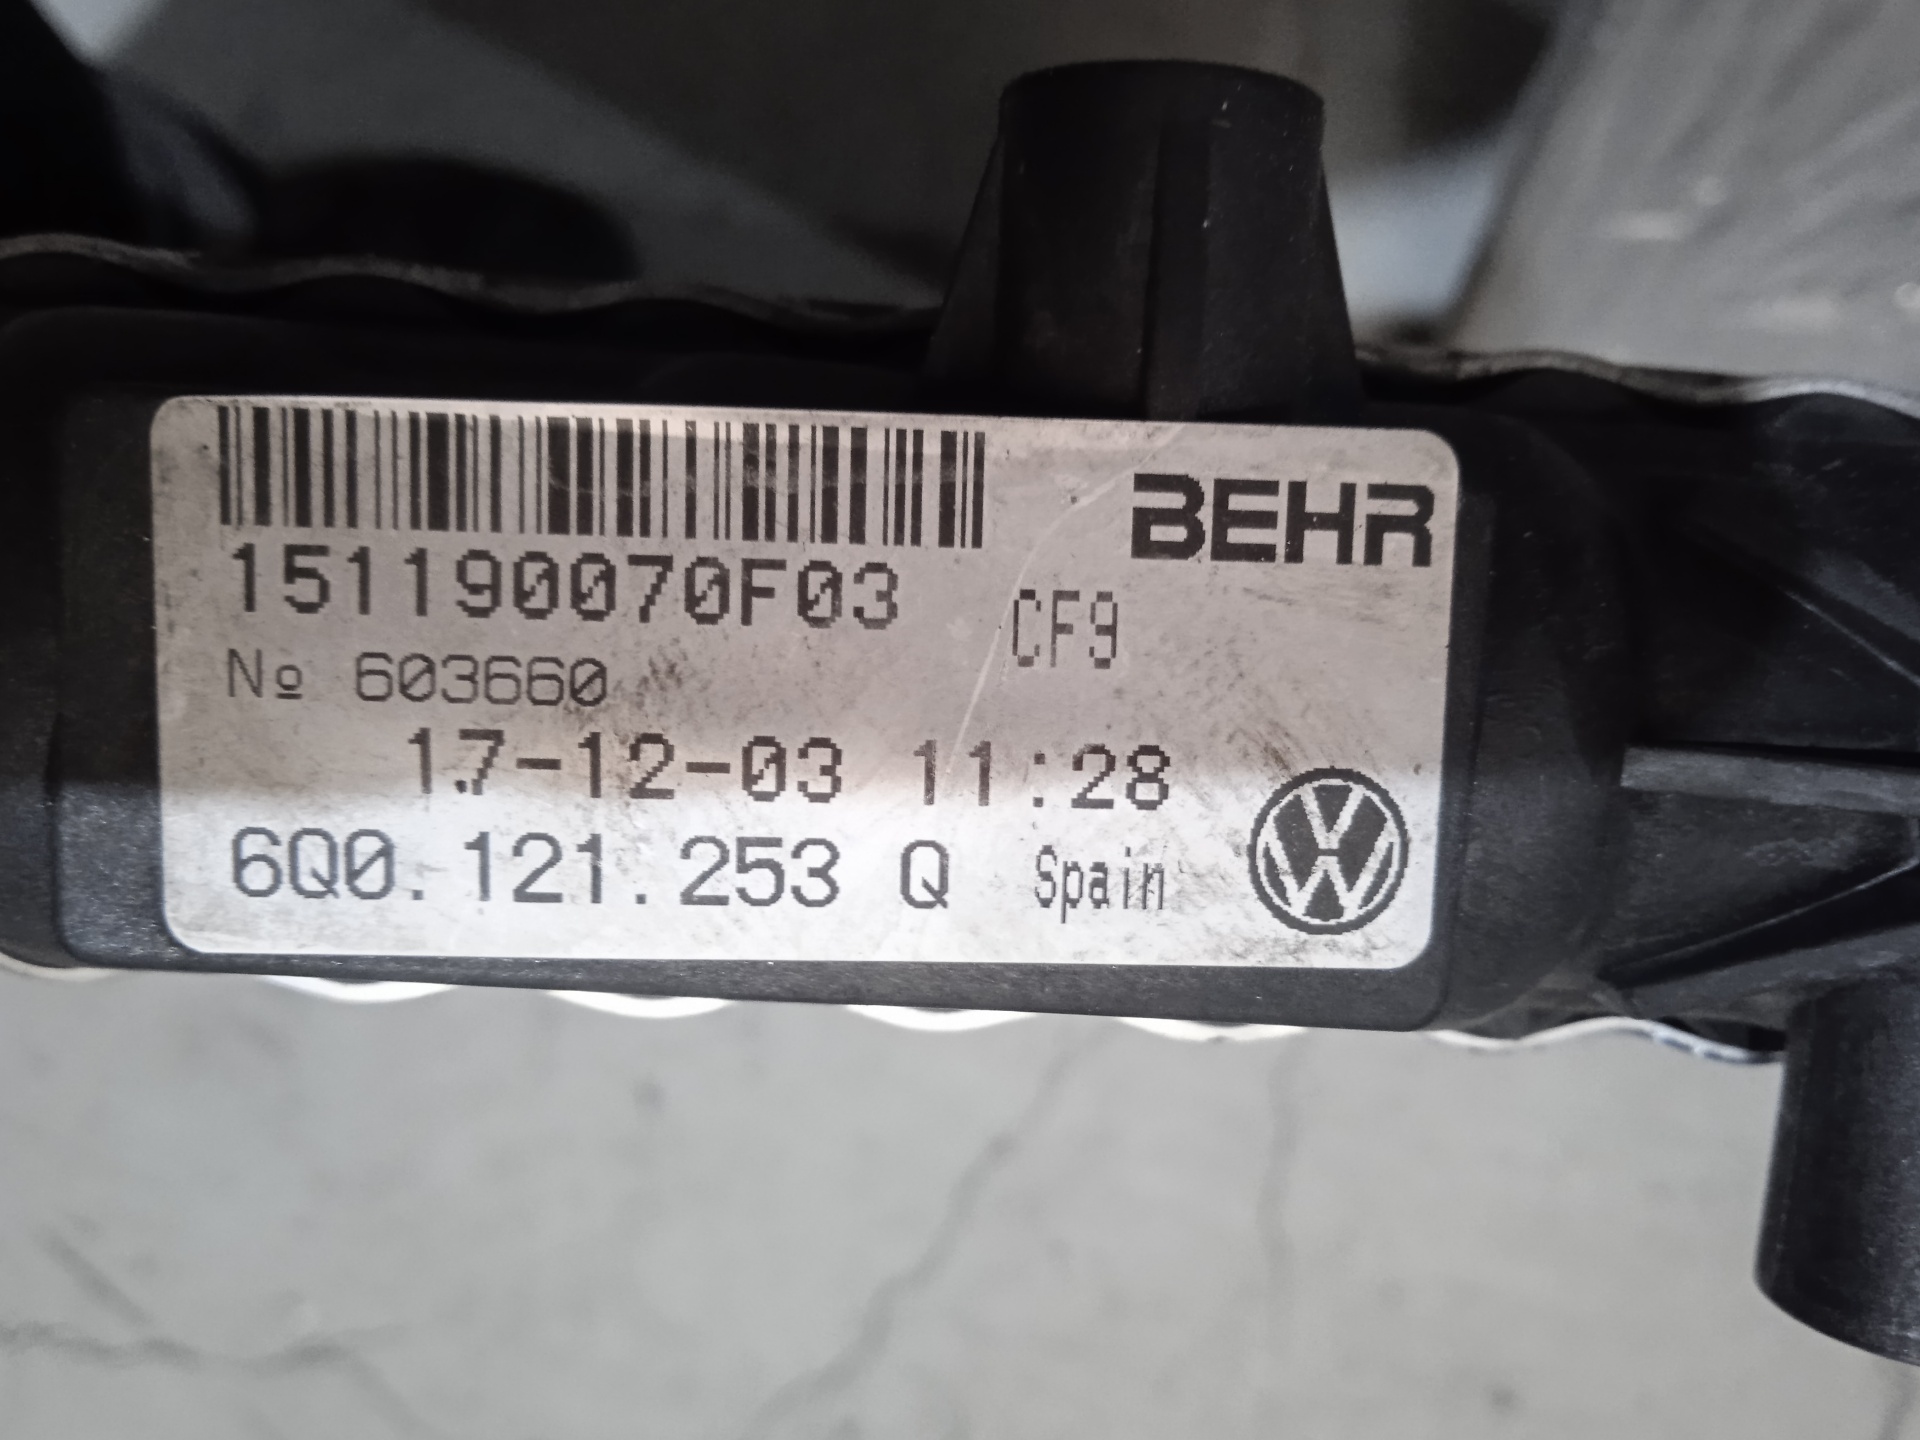 BEHR
151190070F03
CF9
Nº 603660
17-12-03 11:28
6Q0.121.253 Q Spain